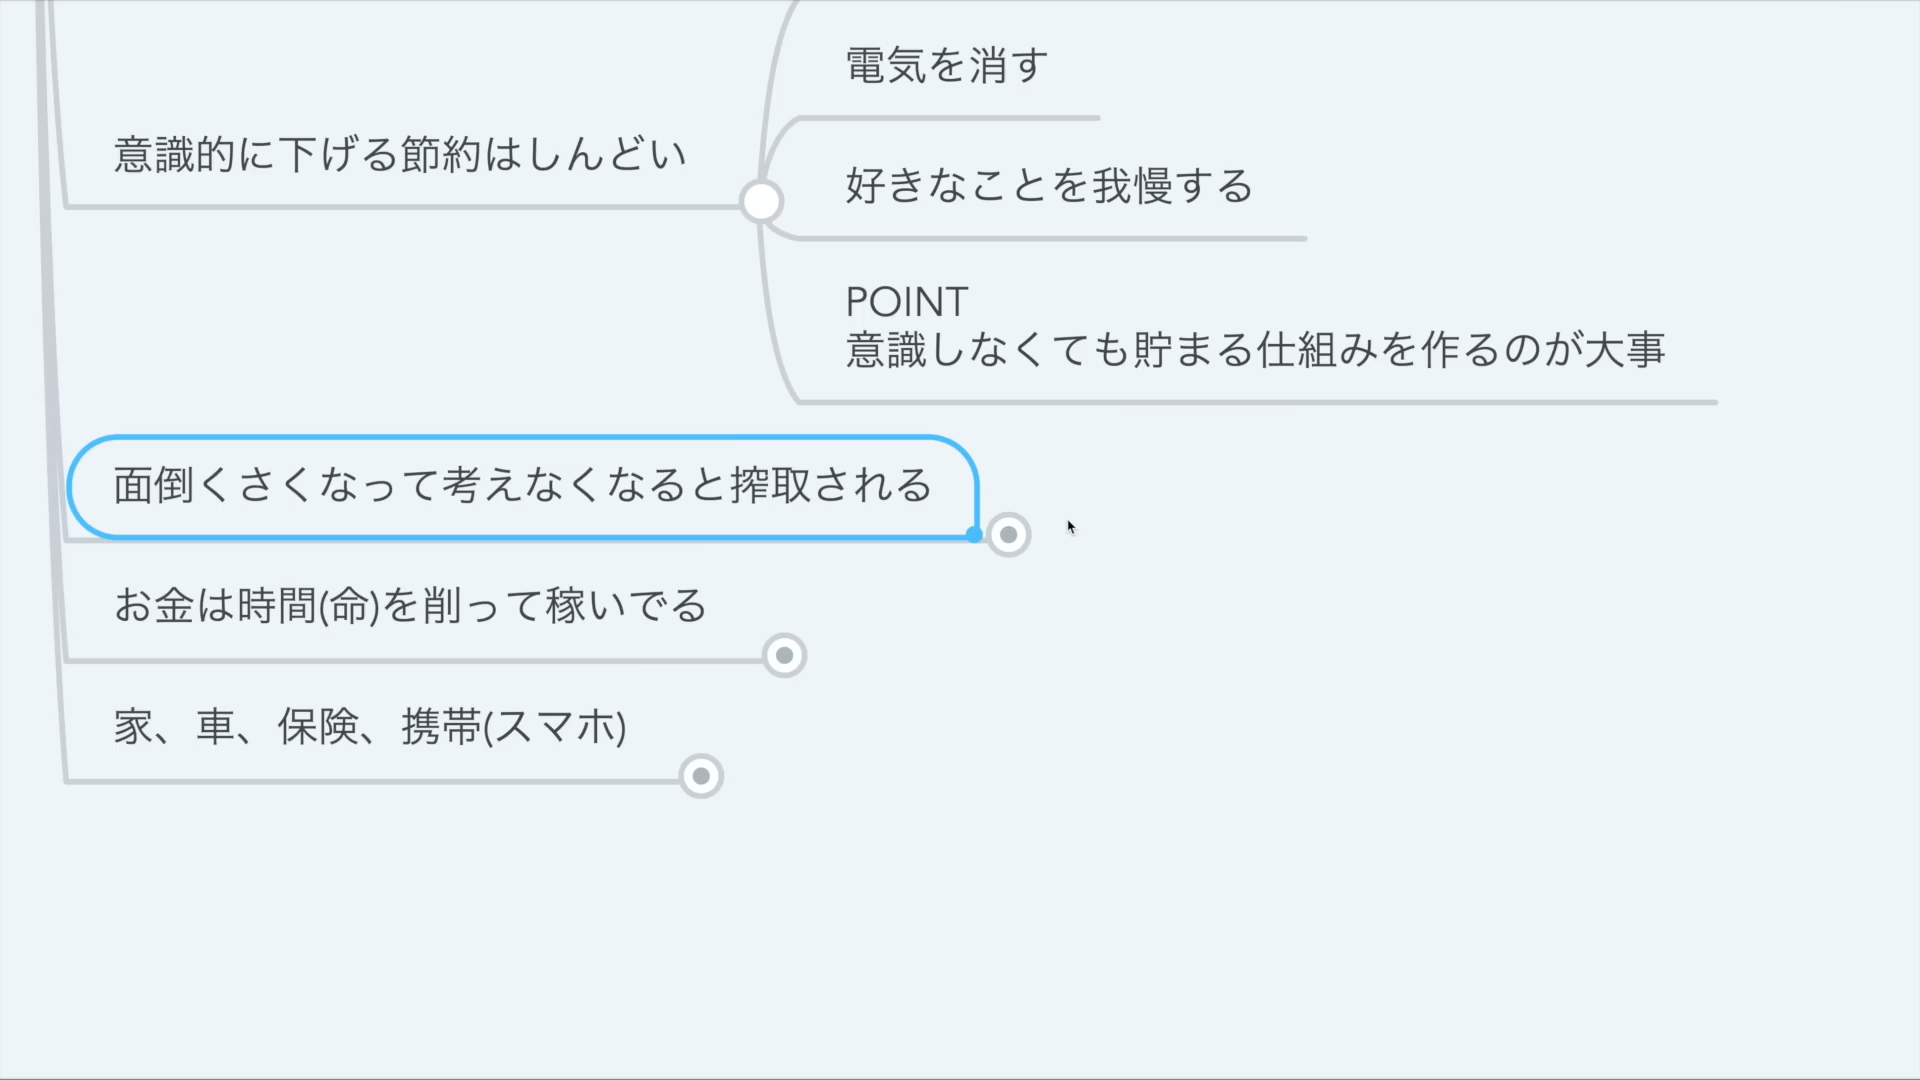 電気を消す
意識的に下げる節約はしんどい
好きなことを我慢する
POINT
意識しなくても貯まる仕組みを作るのが大事
面倒くさくなって考えなくなると搾取される
お金は時間(命)を削って稼いでる
家、車、保険、携帯(スマホ)